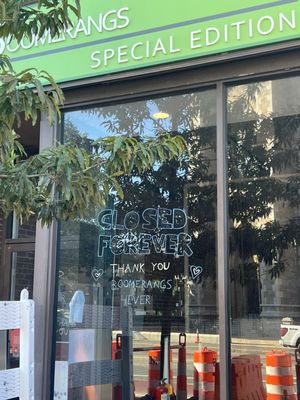 BOOMERANGS
SPECIAL EDITION
CLOSED
FOREVER
THANK YOU
BOOMERANGS
4EVER